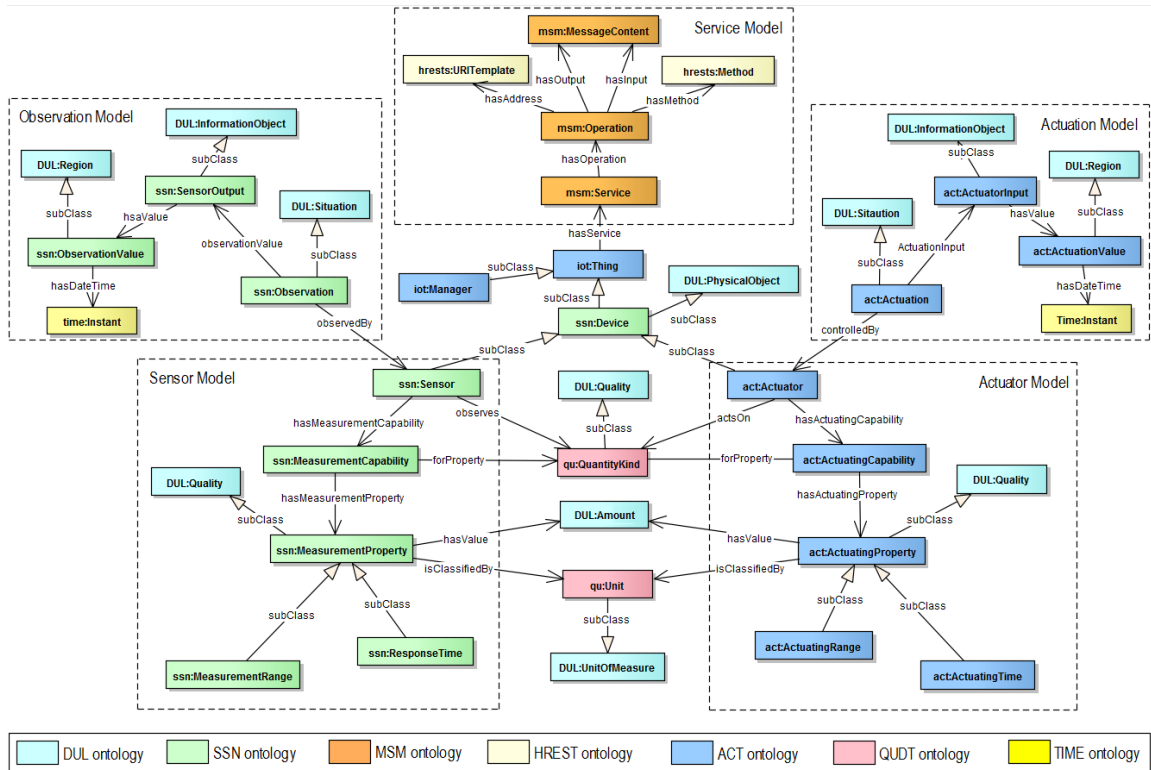 Service Model
msm:MessageContent
hrests:URITemplate
hrests:Method
hasOutput
hasInput
hasAddress
hasMethod
msm:Operation
hasOperation
msm:Service
hasService
Observation Model
DUL:InformationObject
subClass
DUL:Region
ssn:SensorOutput
subClass
hsaValue
DUL:Situation
observationValue
subClass
ssn:ObservationValue
hasDateTime
ssn:Observation
time:Instant
observedBy
Actuation Model
DUL:InformationObject
subClass
DUL:Region
act:ActuatorInput
DUL:Sitaution
hasValue
subClass
ActuationInput
subClass
act:ActuationValue
hasDateTime
act:Actuation
Time:Instant
controlledBy
iot:Thing
subClass
iot:Manager
subClass
DUL:PhysicalObject
ssn:Device
subClass
subClass
subClass
Sensor Model
ssn:Sensor
observes
hasMeasurementCapability
ssn:MeasurementCapability
forProperty
DUL:Quality
hasMeasurementProperty
subClass
ssn:MeasurementProperty
hasValue
isClassifiedBy
subClass
subClass
ssn:ResponseTime
ssn:MeasurementRange
DUL:Quality
subClass
qu:QuantityKind
DUL:Amount
qu:Unit
subClass
DUL:UnitOfMeasure
Actuator Model
act:Actuator
actsOn
hasActuatingCapability
forProperty
act:ActuatingCapability
hasActuatingProperty
DUL:Quality
subClass
hasValue
act:ActuatingProperty
isClassifiedBy
subClass
subClass
act:ActuatingRange
act:ActuatingTime
DUL ontology
SSN ontology
MSM ontology
HREST ontology
ACT ontology
QUDT ontology
TIME ontology